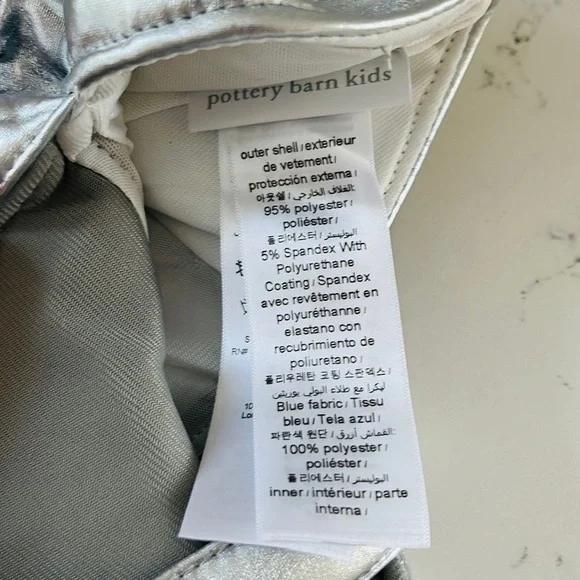 pottery barn kids
outer shell / exterieur
de vetement /
protección externa /
아웃쉘 / الغلاف الخارجي:
95% polyester /
poliéster /
폴리에스터 / البوليستر
5% Spandex With
Polyurethane
Coating / Spandex
avec revêtement en
polyuréthanne /
elastano con
recubrimiento de
poliuretano /
폴리우레탄 코팅 스판덱스 /
ليكرا مع طلاء البولي يوريثين
Blue fabric / Tissu
bleu / Tela azul /
파란색 원단 / القماش أزرق:
100% polyester /
poliéster /
폴리에스터 / البوليستر
inner / intérieur / parte
interna /
RN#
10